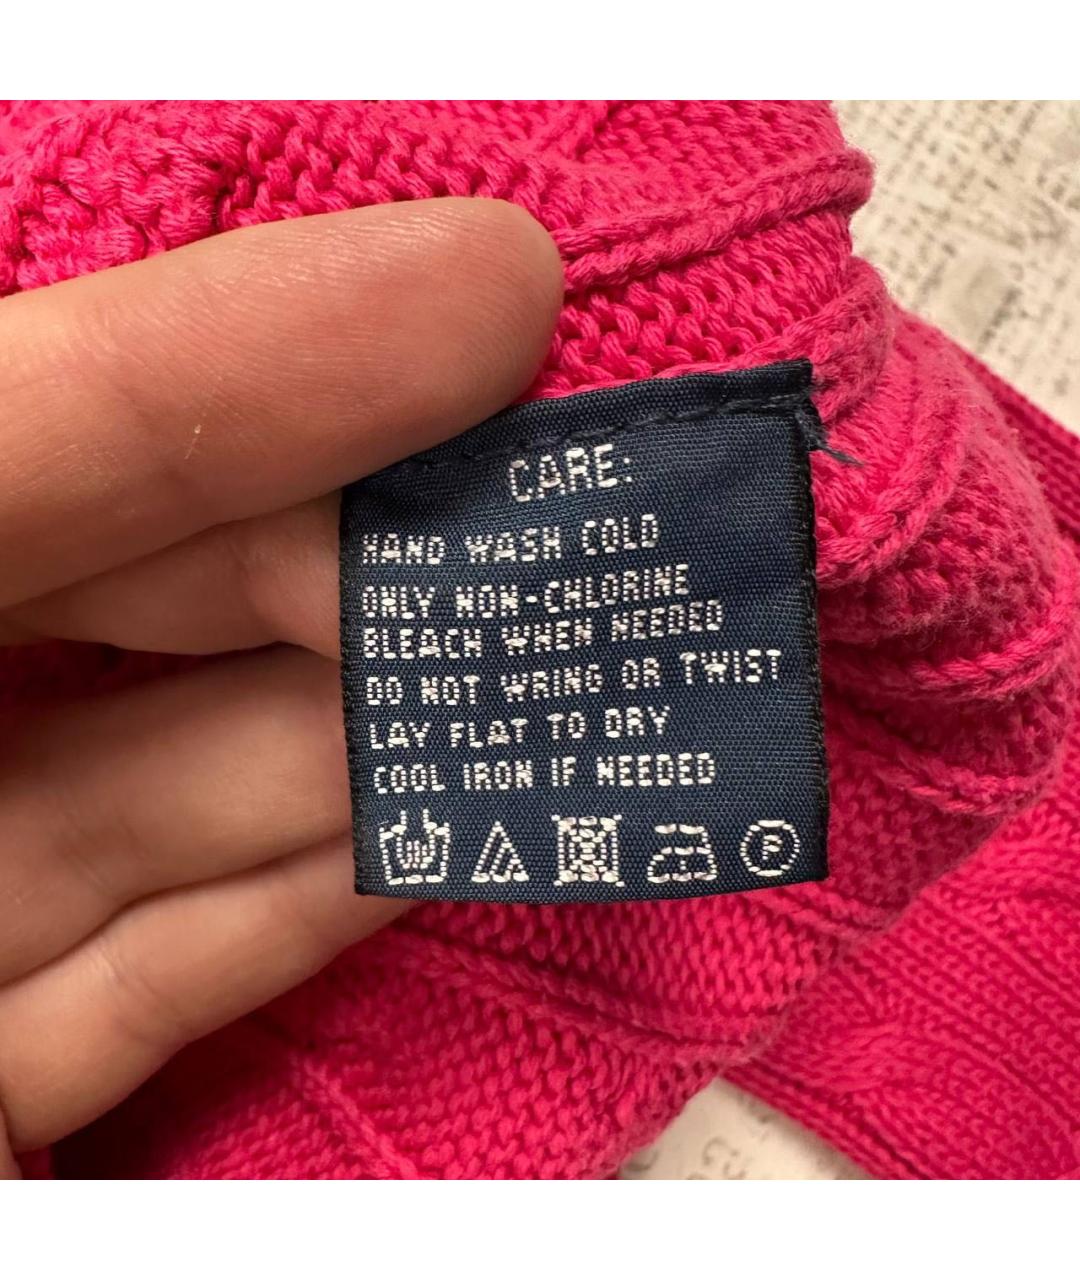 CARE:
HAND WASH COLD
ONLY NON-CHLORINE
BLEACH WHEN NEEDED
DO NOT WRING OR TWIST
LAY FLAT TO DRY
COOL IRON IF NEEDED
P